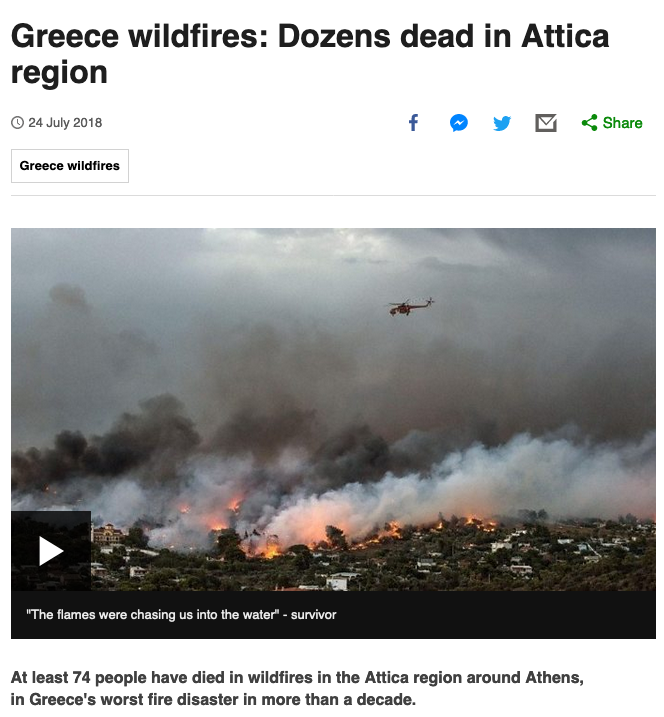 Greece wildfires: Dozens dead in Attica
region
24 July 2018
Share
Greece wildfires
"The flames were chasing us into the water" - survivor
At least 74 people have died in wildfires in the Attica region around Athens,
in Greece's worst fire disaster in more than a decade.